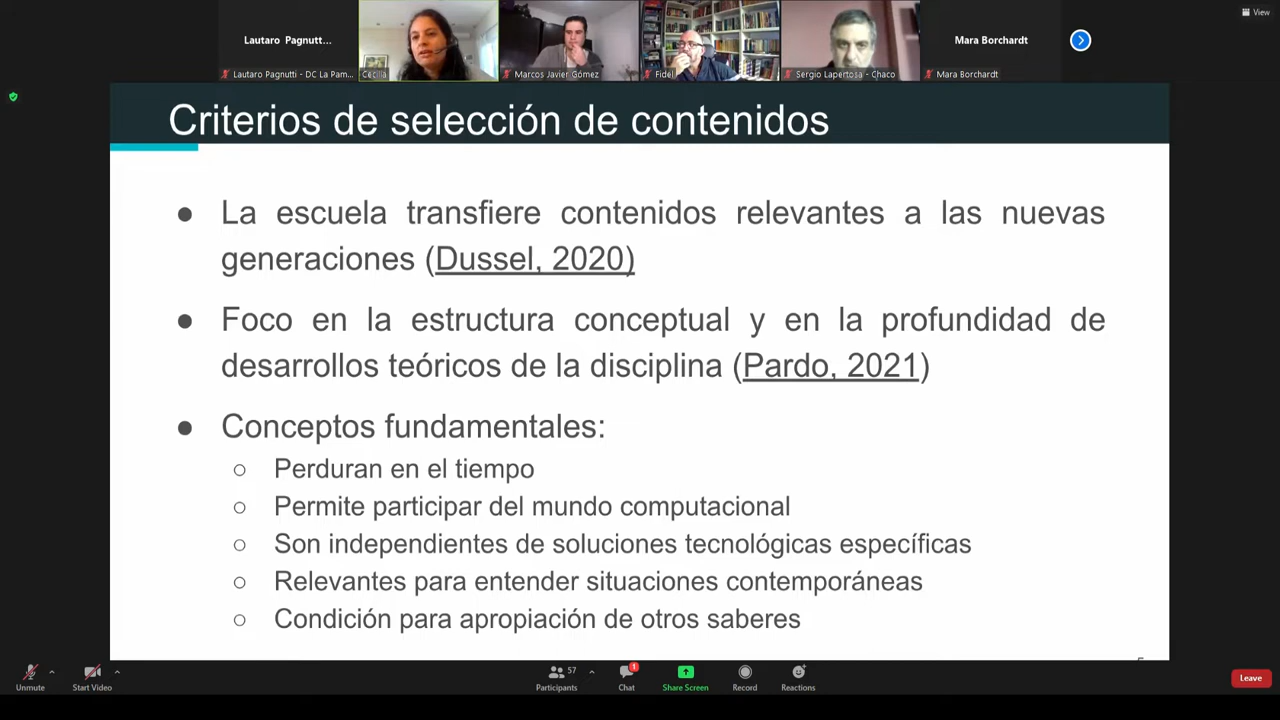 View
Lautaro Pagnutt...
Mara Borchardt
Lautaro Pagnutti - DC La Pam...
Cecilia
Marcos Javier Gómez
Fidel
Sergio Lapertosa - Chaco
Mara Borchardt
Criterios de selección de contenidos
● La escuela transfiere contenidos relevantes a las nuevas
generaciones (Dussel, 2020)
● Foco en la estructura conceptual y en la profundidad de
desarrollos teóricos de la disciplina (Pardo, 2021)
● Conceptos fundamentales:
○ Perduran en el tiempo
○ Permite participar del mundo computacional
○ Son independientes de soluciones tecnológicas específicas
○ Relevantes para entender situaciones contemporáneas
○ Condición para apropiación de otros saberes
57
1
Unmute
Start Video
Participants
Chat
Share Screen
Record
Reactions
Leave